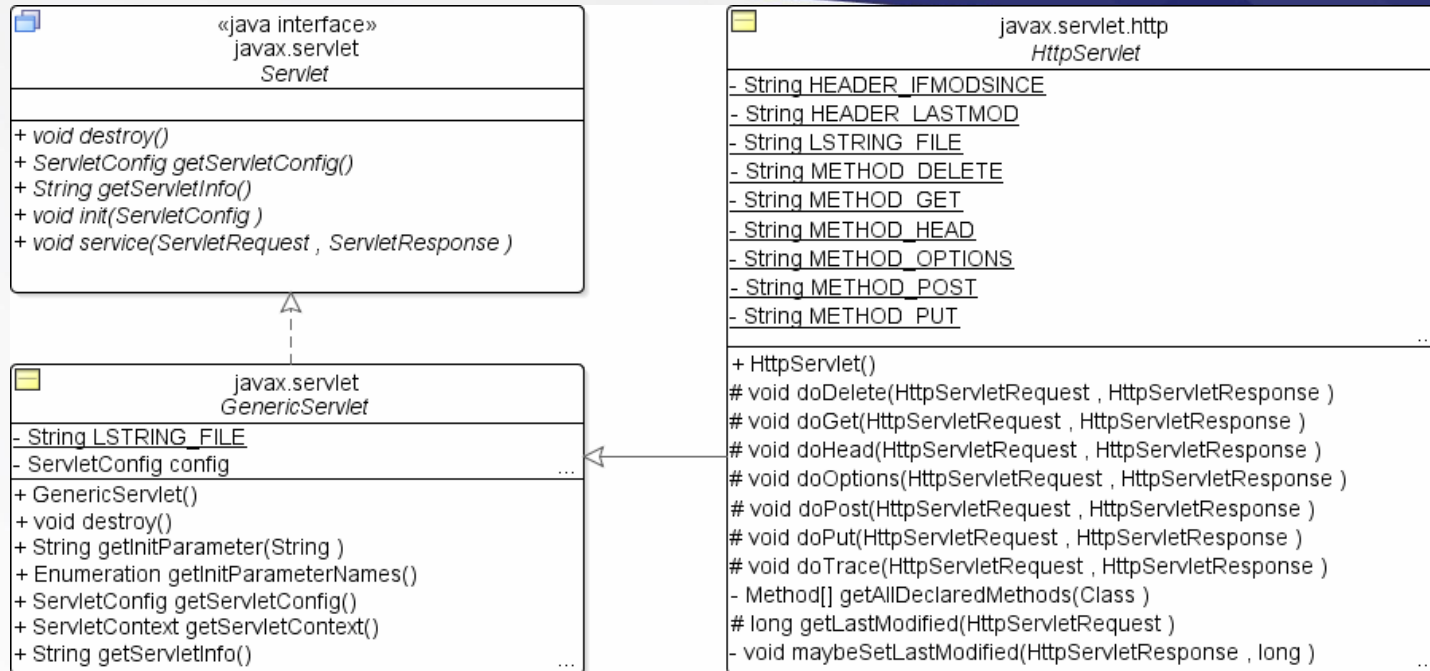 «java interface»
javax.servlet
Servlet
+ void destroy()
+ ServletConfig getServletConfig()
+ String getServletInfo()
+ void init(ServletConfig )
+ void service(ServletRequest , ServletResponse )
javax.servlet
GenericServlet
- String LSTRING_FILE
- ServletConfig config
...
+ GenericServlet()
+ void destroy()
+ String getInitParameter(String )
+ Enumeration getInitParameterNames()
+ ServletConfig getServletConfig()
+ ServletContext getServletContext()
+ String getServletInfo()
...
javax.servlet.http
HttpServlet
- String HEADER_IFMODSINCE
- String HEADER_LASTMOD
- String LSTRING_FILE
- String METHOD_DELETE
- String METHOD_GET
- String METHOD_HEAD
- String METHOD_OPTIONS
- String METHOD_POST
- String METHOD_PUT
...
+ HttpServlet()
# void doDelete(HttpServletRequest , HttpServletResponse )
# void doGet(HttpServletRequest , HttpServletResponse )
# void doHead(HttpServletRequest , HttpServletResponse )
# void doOptions(HttpServletRequest , HttpServletResponse )
# void doPost(HttpServletRequest , HttpServletResponse )
# void doPut(HttpServletRequest , HttpServletResponse )
# void doTrace(HttpServletRequest , HttpServletResponse )
- Method[] getAllDeclaredMethods(Class )
# long getLastModified(HttpServletRequest )
- void maybeSetLastModified(HttpServletResponse , long )
...